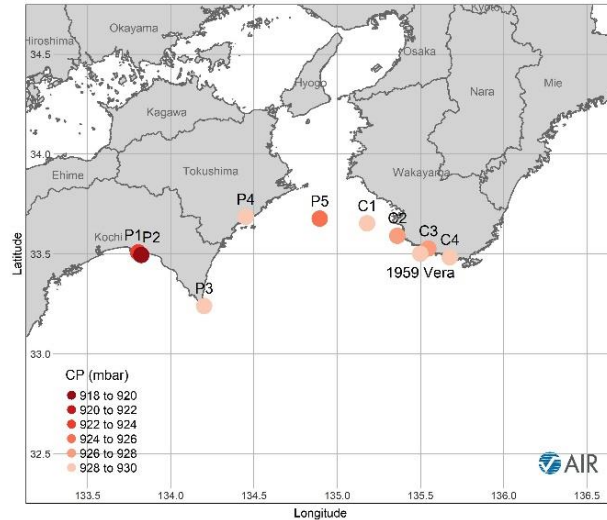 Okayama
Kyoto
Hiroshima
Osaka
Hyogo
Nara
Mie
Kagawa
Ehime
Tokushima
Wakayama
P4
P5
C1
C2
C3
C4
Kochi
P1 P2
1959 Vera
P3
34.5
34.0
33.5
33.0
32.5
Latitude
CP (mbar)
918 to 920
920 to 922
922 to 924
924 to 926
926 to 928
928 to 930
AIR
133.5 134.0 134.5 135.0 135.5 136.0 136.5
Longitude